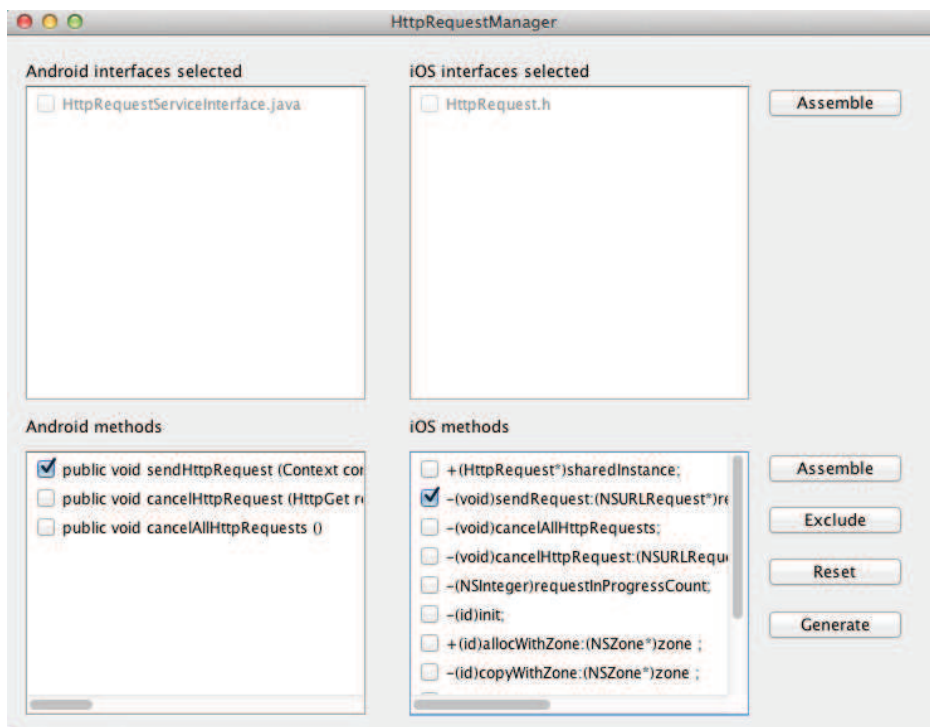 HttpRequestManager
Android interfaces selected
HttpRequestServiceInterface.java
iOS interfaces selected
HttpRequest.h
Assemble
Android methods
public void sendHttpRequest (Context cor
public void cancelHttpRequest (HttpGet re
public void cancelAllHttpRequests ()
iOS methods
+(HttpRequest*)sharedInstance;
-(void)sendRequest:(NSURLRequest*)re
-(void)cancelAllHttpRequests;
-(void)cancelHttpRequest:(NSURLReque
-(NSInteger)requestInProgressCount;
-(id)init;
+(id)allocWithZone:(NSZone*)zone ;
-(id)copyWithZone:(NSZone*)zone ;
Assemble
Exclude
Reset
Generate